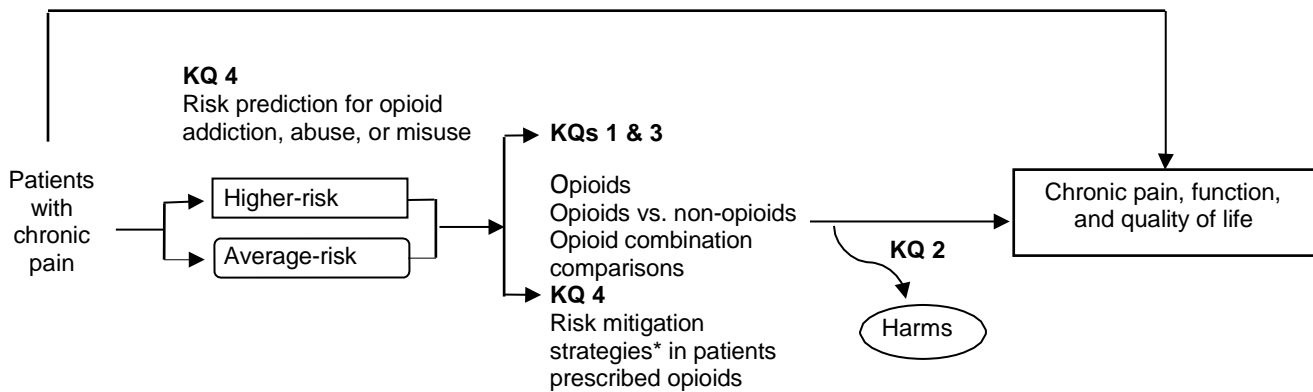 KQ 4
Risk prediction for opioid
addiction, abuse, or misuse
Patients
with
chronic
pain
Higher-risk
Average-risk
KQs 1 & 3
Opioids
Opioids vs. non-opioids
Opioid combination
comparisons
KQ 4
Risk mitigation
strategies* in patients
prescribed opioids
KQ 2
Harms
Chronic pain, function,
and quality of life